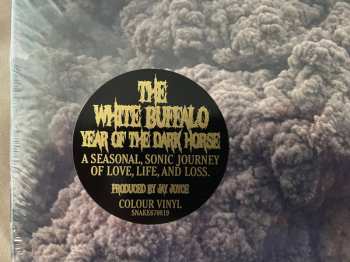 THE
WHITE BUFFALO
YEAR OF THE DARK HORSE
A SEASONAL, SONIC JOURNEY
OF LOVE, LIFE, AND LOSS.
PRODUCED BY JAY JOYCE
COLOUR VINYL
SNAKE879819